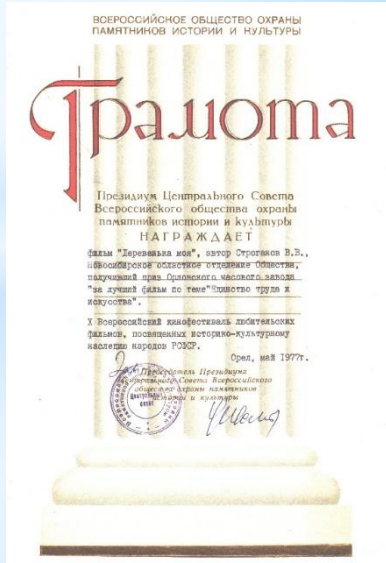 ВСЕРОССИЙСКОЕ ОБЩЕСТВО ОХРАНЫ
ПАМЯТНИКОВ ИСТОРИИ И КУЛЬТУРЫ
Грамота
Президиум Центрального Совета
Всероссийского общества охраны
памятников истории и культуры
НАГРАЖДАЕТ
фильм "Деревенька моя", автор Строганов В.В.,
Новосибирское областное отделение Общества,
получивший приз Орловского часового завода
"за лучший фильм по теме"Единство труда и
искусства".
X Всероссийский кинофестиваль любительских
фильмов, посвященных историко-культурному
наследию народов РСФСР.
Орел, май 1977г.
Председатель Президиума
Центрального Совета Всероссийского
общества охраны памятников
истории и культуры